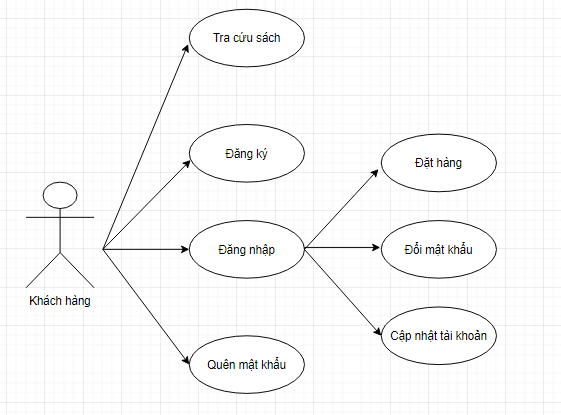 Tra cứu sách
Đăng ký
Đặt hàng
Đăng nhập
Đổi mật khẩu
Khách hàng
Cập nhật tài khoản
Quên mật khẩu